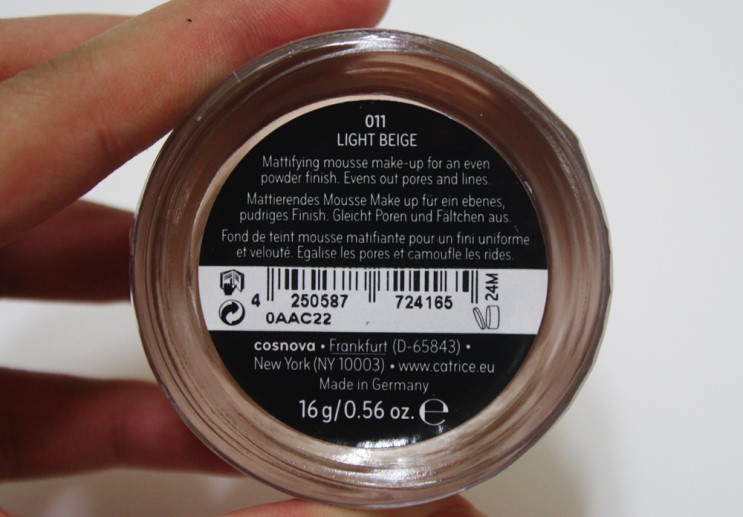 011
LIGHT BEIGE
Mattifying mousse make-up for an even
powder finish. Evens out pores and lines.
Mattierendes Mousse Make up für ein ebenes,
pudriges Finish. Gleicht Poren und Fältchen aus.
Fond de teint mousse matifiante pour un fini uniforme
et velouté. Egalise les pores et camoufle les rides.
4 250587 724165
24M
0AAC22
cosnova • Frankfurt (D-65843) •
New York (NY 10003) • www.catrice.eu
Made in Germany
16 g/0.56 oz. ℮